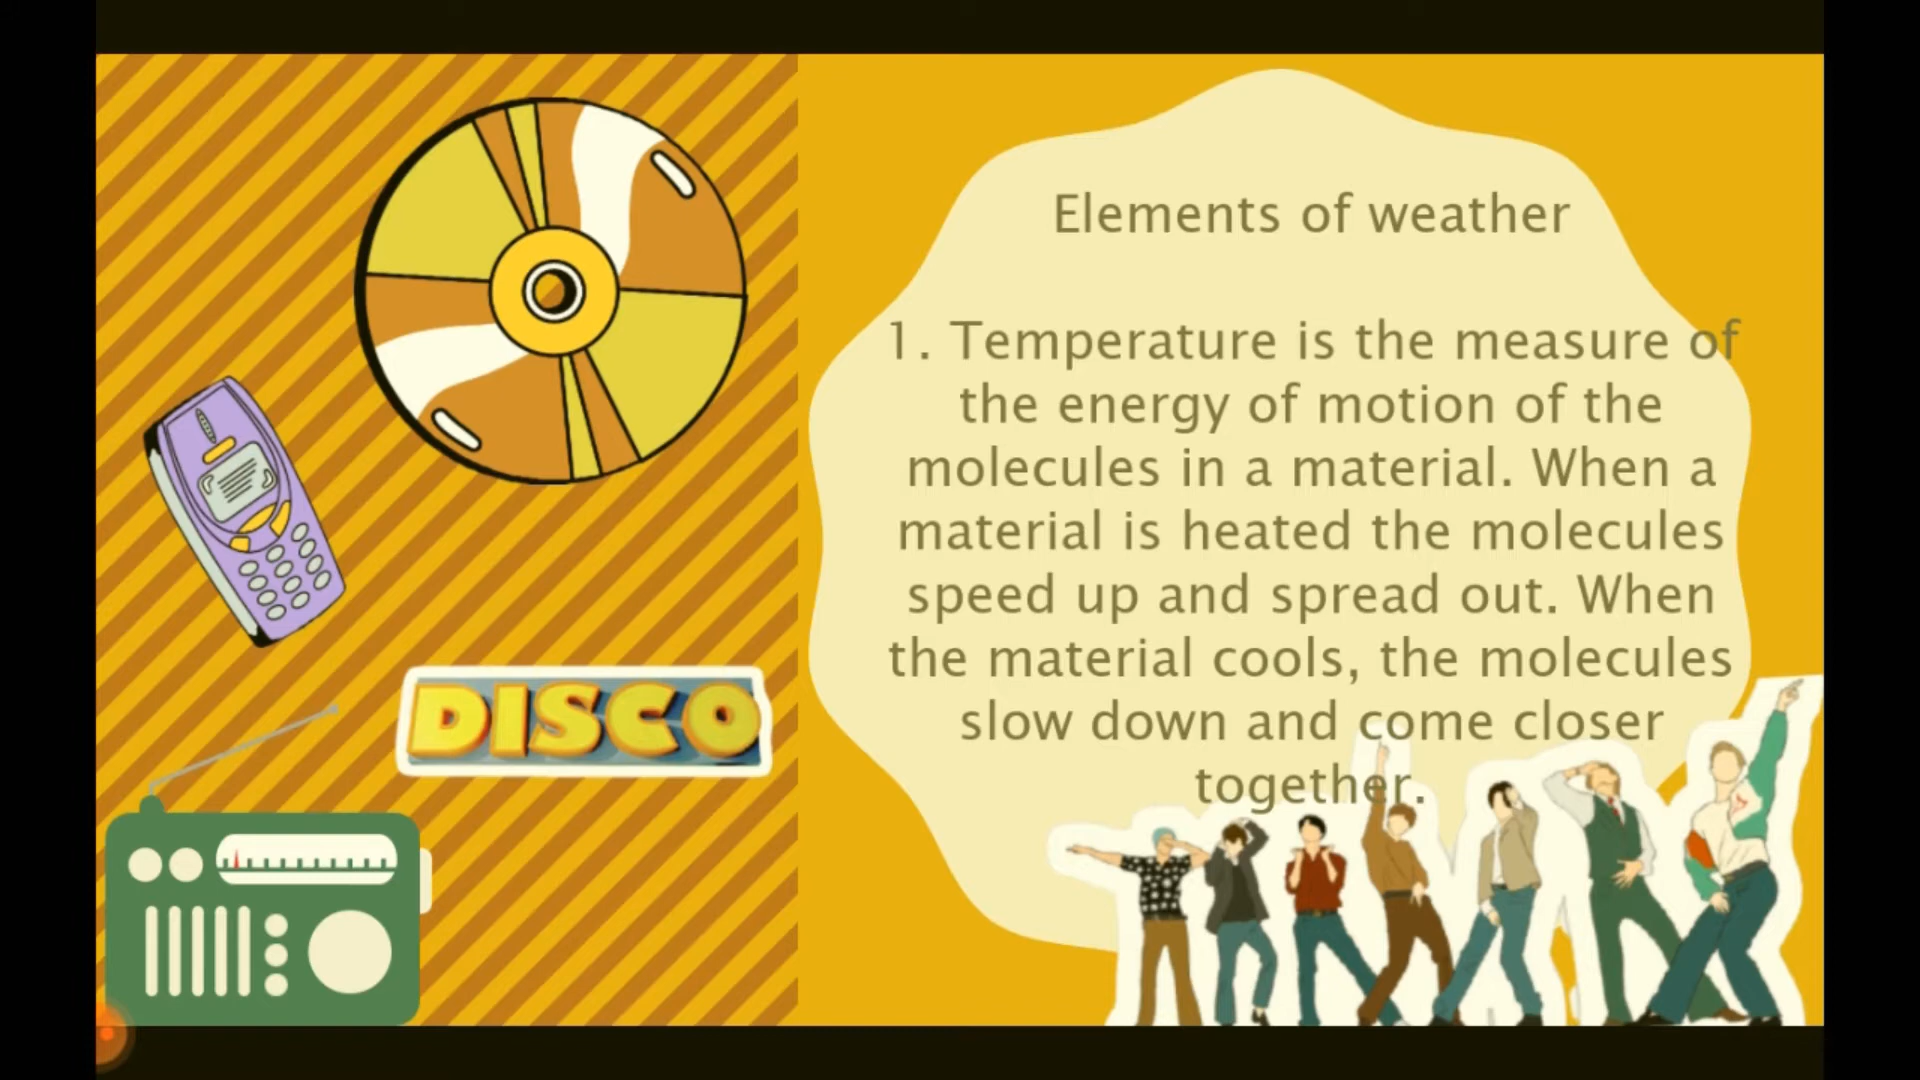 Elements of weather
1. Temperature is the measure of
the energy of motion of the
molecules in a material. When a
material is heated the molecules
speed up and spread out. When
the material cools, the molecules
slow down and come closer
together.
DISCO